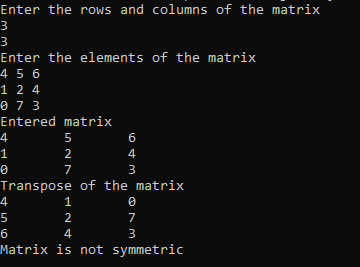 Enter the rows and columns of the matrix
3
3
Enter the elements of the matrix
4 5 6
1 2 4
0 7 3
Entered matrix
4 5 6
1 2 4
0 7 3
Transpose of the matrix
4 1 0
5 2 7
6 4 3
Matrix is not symmetric